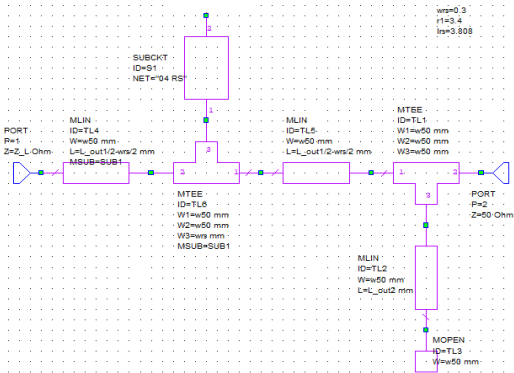 wrs=0.3
r1=3.4
lrs=3.808
2
SUBCKT
ID=S1
NET="04 RS"
1
MLIN
ID=TL4
W=w50 mm
L=L_out1/2-wrs/2 mm
MSUB=SUB1
PORT
P=1
Z=Z_L Ohm
3
2
1
MTEE
ID=TL6
W1=w50 mm
W2=w50 mm
W3=wrs mm
MSUB=SUB1
MLIN
ID=TL5
W=w50 mm
L=L_out1/2-wrs/2 mm
MTEE
ID=TL1
W1=w50 mm
W2=w50 mm
W3=w50 mm
1
2
3
PORT
P=2
Z=50 Ohm
MLIN
ID=TL2
W=w50 mm
L=L_out2 mm
MOPEN
ID=TL3
W=w50 mm